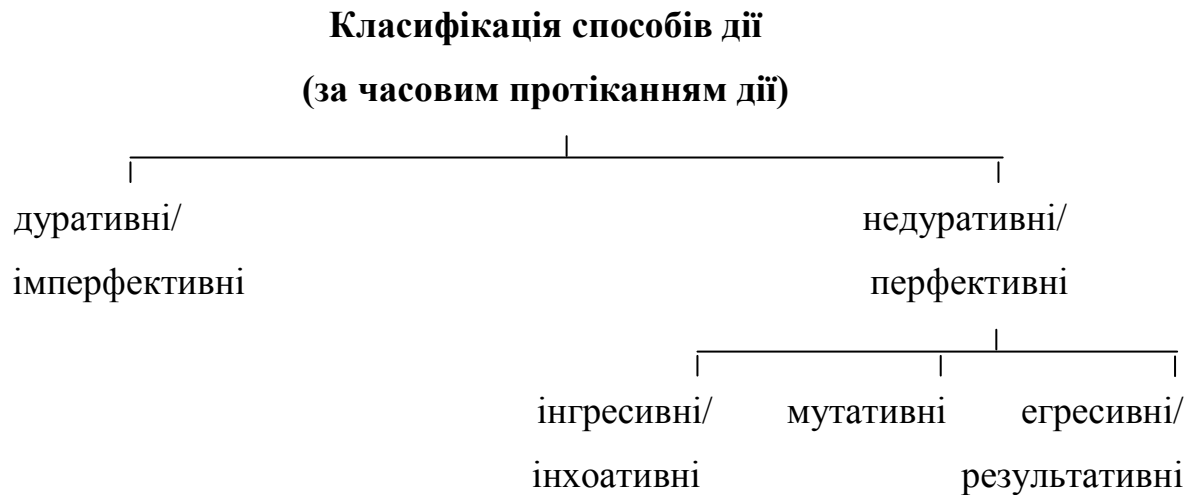 Класифікація способів дії
(за часовим протіканням дії)
дуративні/
імперфективні
недуративні/
перфективні
інгресивні/
інхоативні
мутативні
егресивні/
результативні